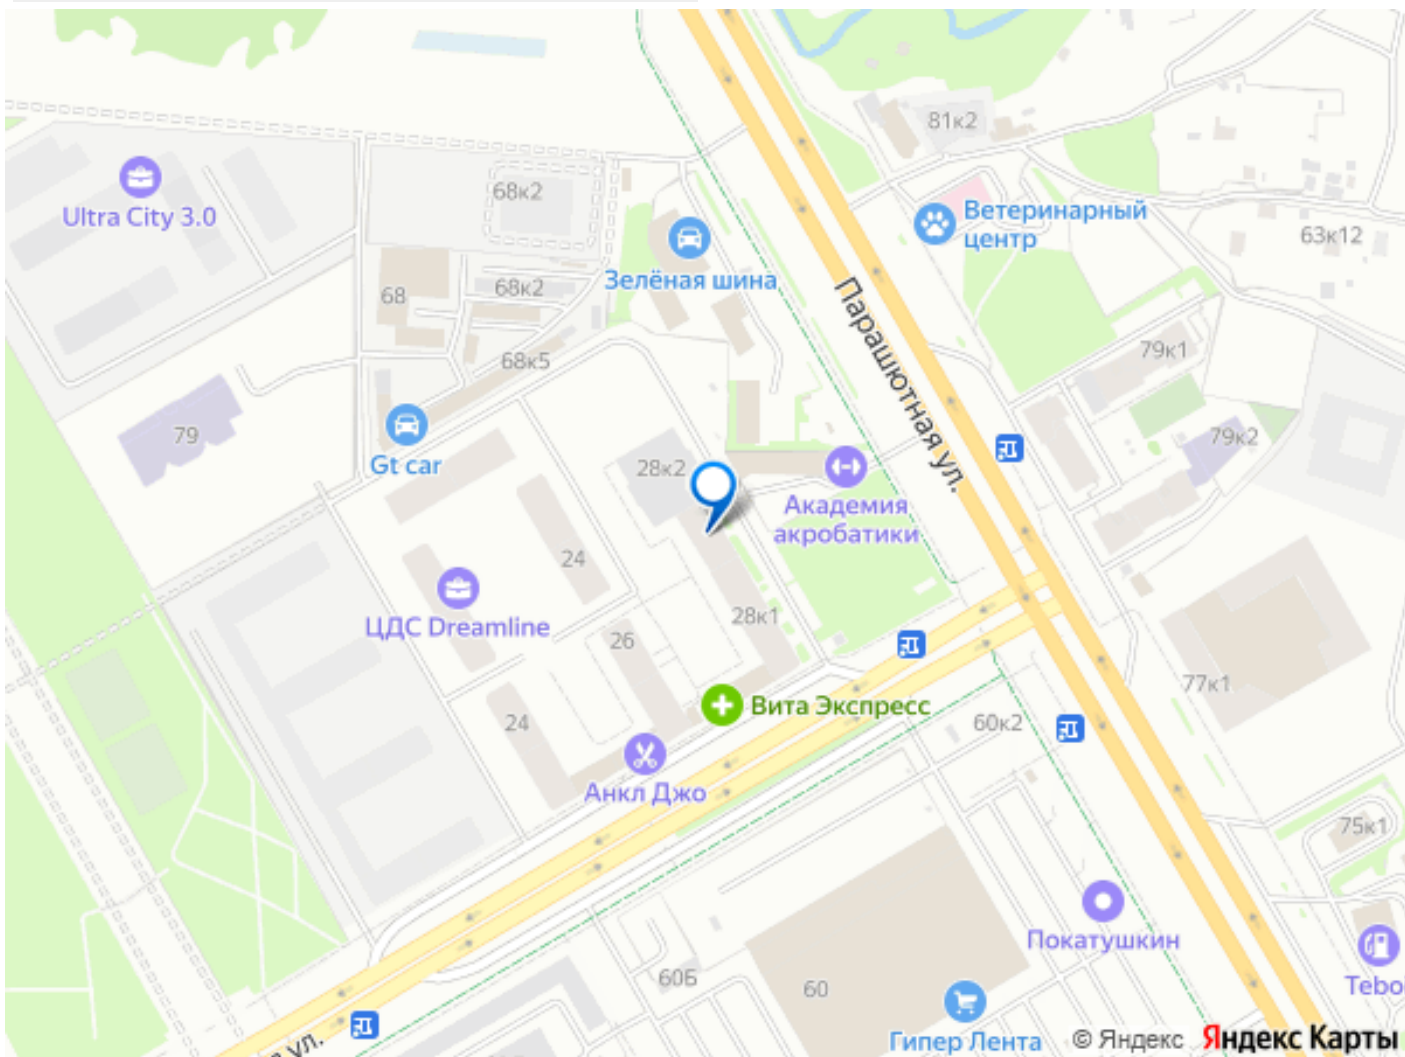 81к2
Ultra City 3.0
68к2
Ветеринарный
центр
63к12
Зелёная шина
68
68к2
Парашютная ул.
79к1
68к5
79
Gt car
79к2
28к2
Академия
акробатики
24
ЦДС Dreamline
28к1
26
77к1
24
Вита Экспресс
60к2
Анкл Джо
75к1
Покатушкин
60Б
60
Teboi
Гипер Лента
© Яндекс Яндекс Карты
ул.